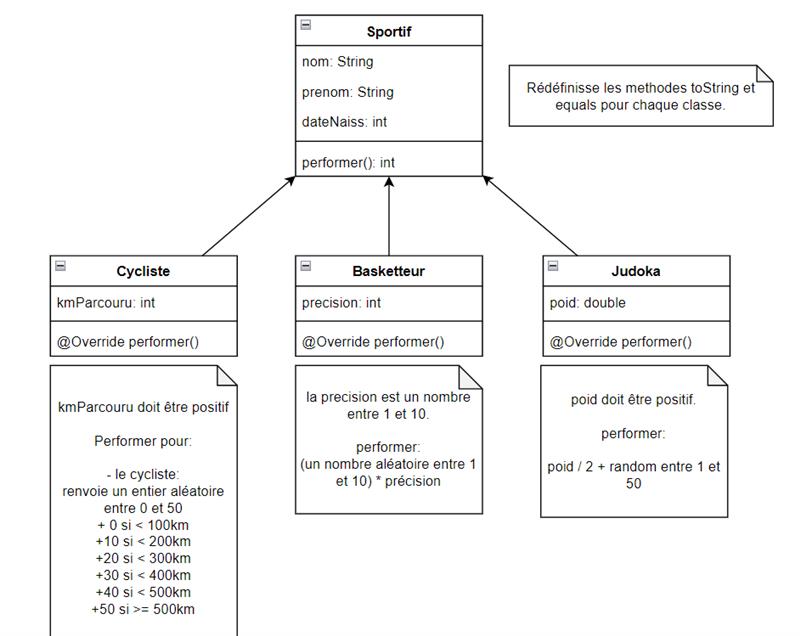 Sportif
nom: String
prenom: String
dateNaiss: int
performer(): int
Rédéfinisse les methodes toString et
equals pour chaque classe.
Cycliste
kmParcouru: int
@Override performer()
Basketteur
precision: int
@Override performer()
Judoka
poid: double
@Override performer()
kmParcouru doit être positif
Performer pour:
- le cycliste:
renvoie un entier aléatoire
entre 0 et 50
+ 0 si < 100km
+10 si < 200km
+20 si < 300km
+30 si < 400km
+40 si < 500km
+50 si >= 500km
la precision est un nombre
entre 1 et 10.
performer:
(un nombre aléatoire entre 1
et 10) * précision
poid doit être positif.
performer:
poid / 2 + random entre 1 et
50